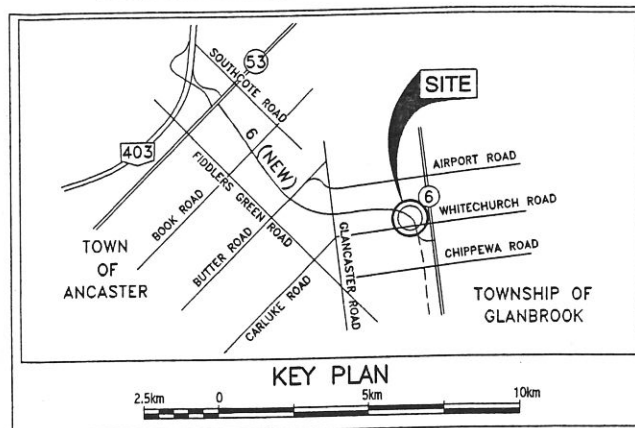 SOUTHCOTE ROAD
53
SITE
403
6 (NEW)
FIDDLERS GREEN ROAD
AIRPORT ROAD
6
WHITECHURCH ROAD
BOOK ROAD
TOWN
OF
ANCASTER
BUTTER ROAD
GLANCASTER ROAD
CHIPPEWA ROAD
CARLUKE ROAD
TOWNSHIP OF
GLANBROOK
KEY PLAN
2.5km 0 5km 10km